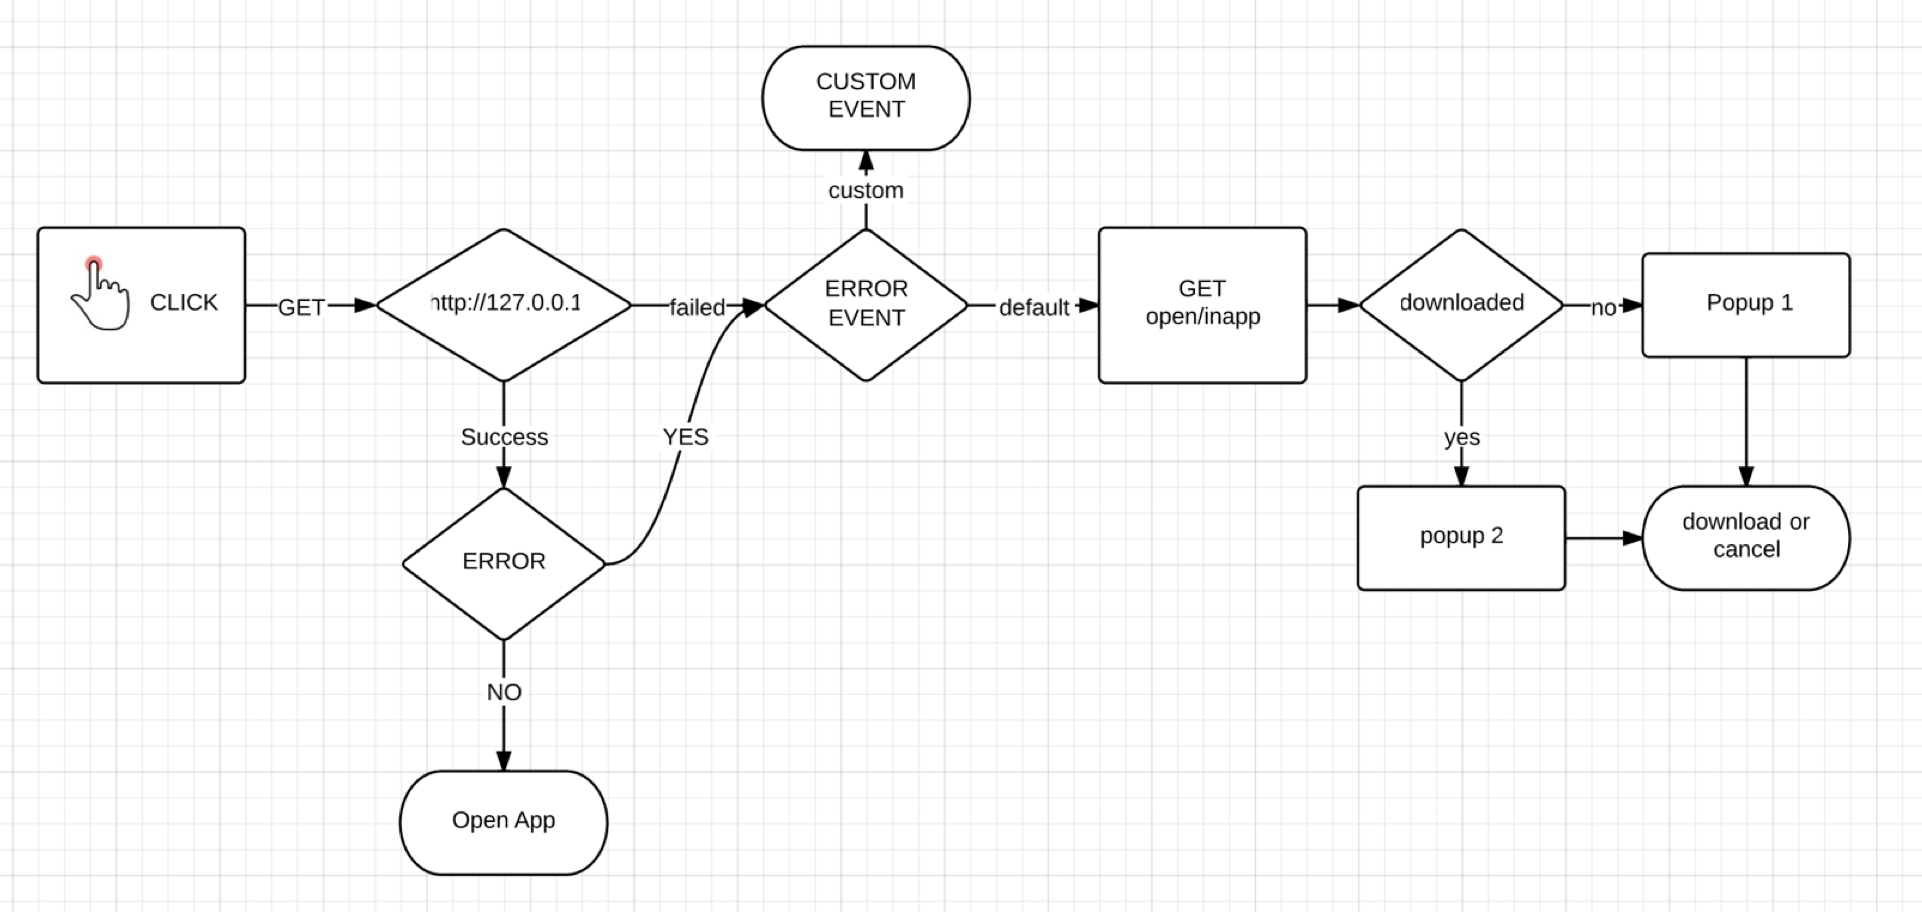 CUSTOM
EVENT
custom
CLICK
GET
http://127.0.0.1
failed
ERROR
EVENT
default
GET
open/inapp
downloaded
no
Popup 1
Success
YES
yes
ERROR
popup 2
download or
cancel
NO
Open App